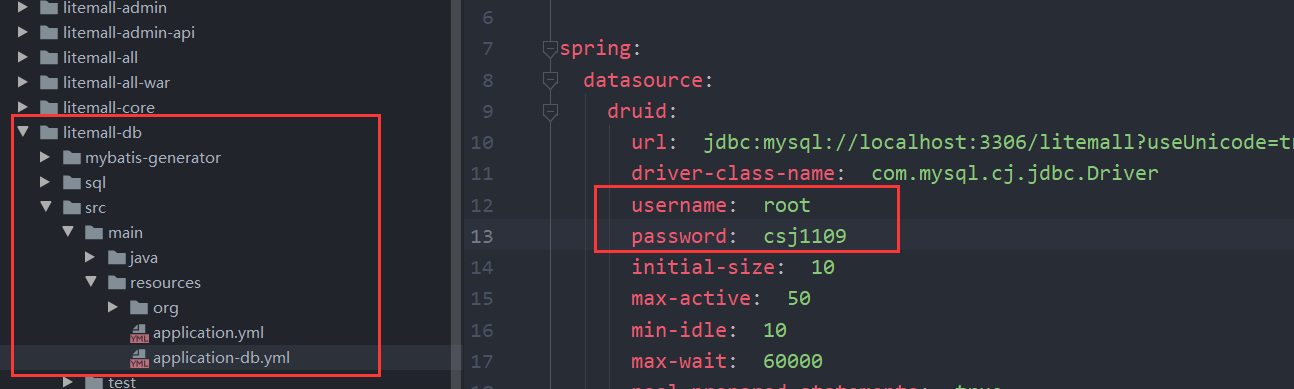 litemall-admin
litemall-admin-api
litemall-all
litemall-all-war
litemall-core
litemall-db
mybatis-generator
sql
src
main
java
resources
org
application.yml
application-db.yml
test
6
7 spring:
8 datasource:
9 druid:
10 url: jdbc:mysql://localhost:3306/litemall?useUnicode=tr
11 driver-class-name: com.mysql.cj.jdbc.Driver
12 username: root
13 password: csj1109
14 initial-size: 10
15 max-active: 50
16 min-idle: 10
17 max-wait: 60000